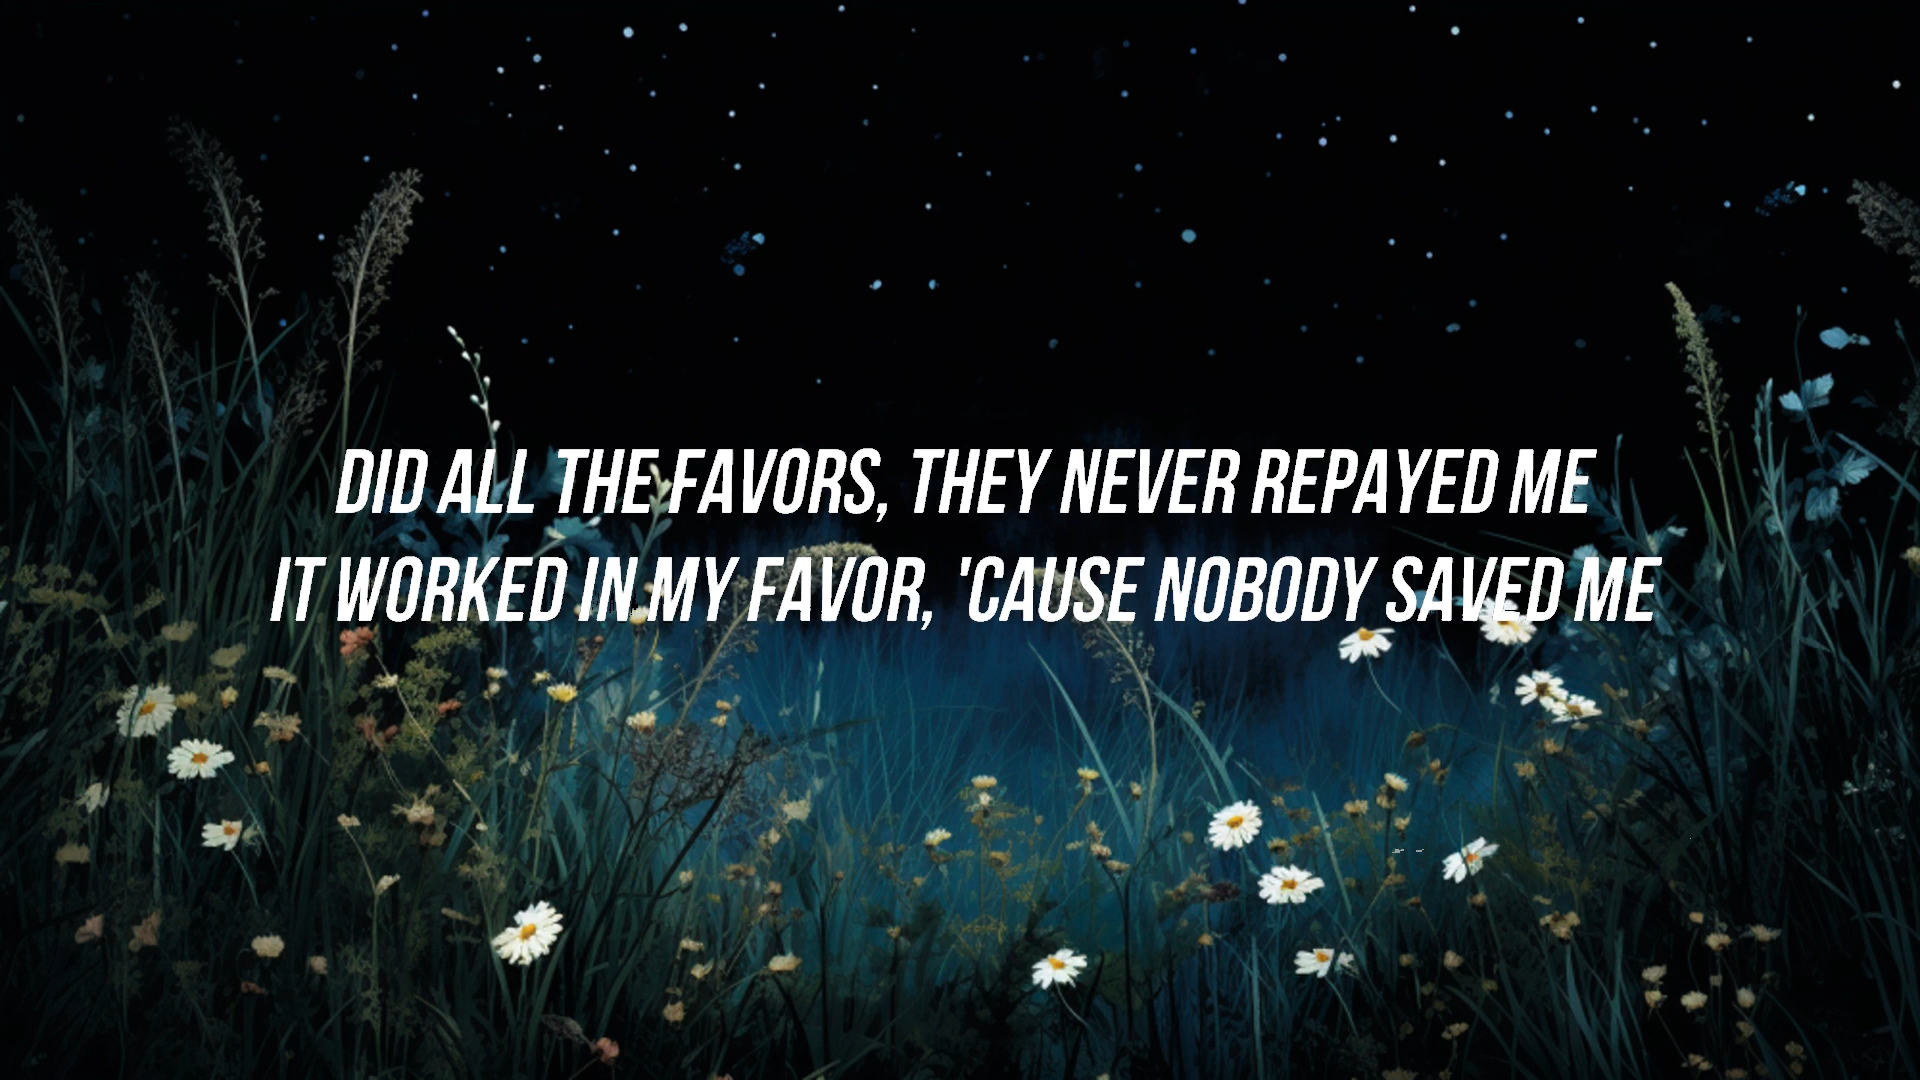 DID ALL THE FAVORS, THEY NEVER REPAYED ME
IT WORKED IN MY FAVOR, 'CAUSE NOBODY SAVED ME